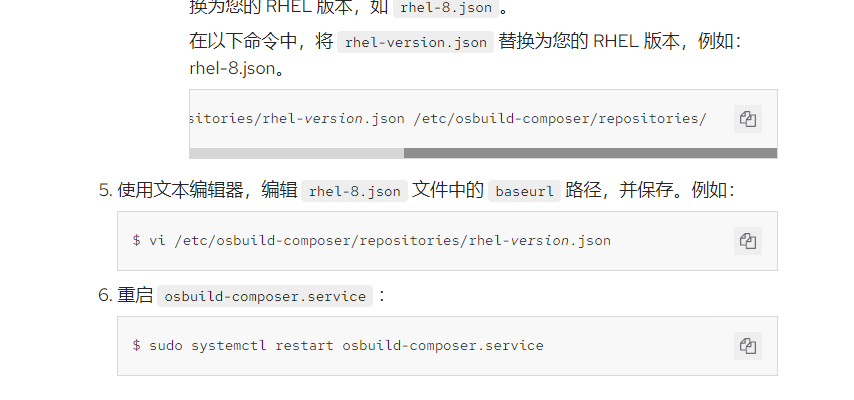 换为您的 RHEL 版本，如 rhel-8.json。
在以下命令中，将 rhel-version.json 替换为您的 RHEL 版本，例如：
rhel-8.json。
sitories/rhel-version.json /etc/osbuild-composer/repositories/
5. 使用文本编辑器，编辑 rhel-8.json 文件中的 baseurl 路径，并保存。例如：
$ vi /etc/osbuild-composer/repositories/rhel-version.json
6. 重启 osbuild-composer.service ：
$ sudo systemctl restart osbuild-composer.service